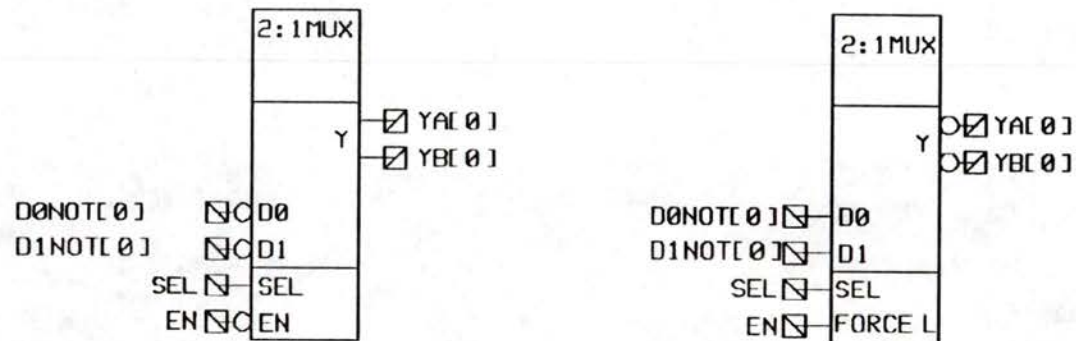 2:1MUX
Y
YA[0]
YB[0]
D0NOT[0] D0
D1NOT[0] D1
SEL SEL
EN EN
2:1MUX
Y
YA[0]
YB[0]
D0NOT[0] D0
D1NOT[0] D1
SEL SEL
EN FORCE L